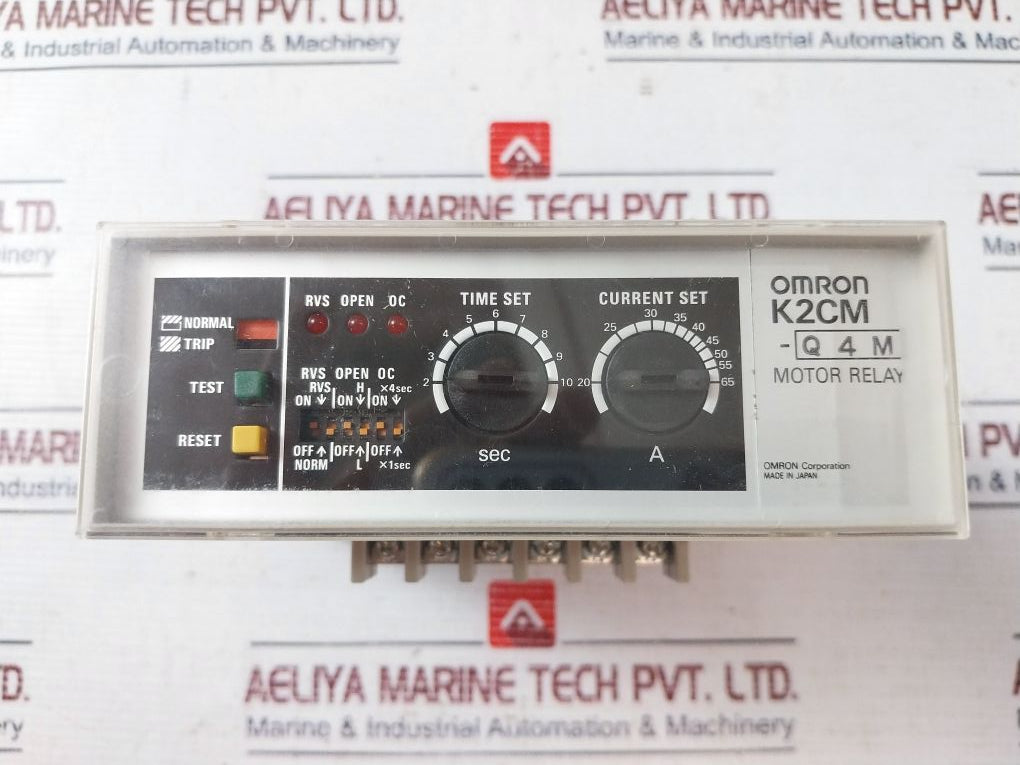 AELIYA MARINE TECH PVT. LTD.
& Industrial Automation & Machinery
AELIYA MARINE TECH PVT.
Marine & Industrial Automation &
LTD.
AELIYA MARINE TECH PVT. LTD.
NORMAL
TRIP
TEST
RESET
RVS OPEN OC
RVS OPEN OC
RVS H ×4sec
ON ON ON
OFF OFF OFF
NORM L ×1sec
TIME SET
2 3 4 5 6 7 8 9 10
sec
CURRENT SET
20 25 30 35 40 45 50 55 65
A
OMRON
K2CM
-Q4M
MOTOR RELAY
OMRON Corporation
MADE IN JAPAN
AELIYA MARINE TECH PVT. LTD.
Marine & Industrial Automation & Machinery